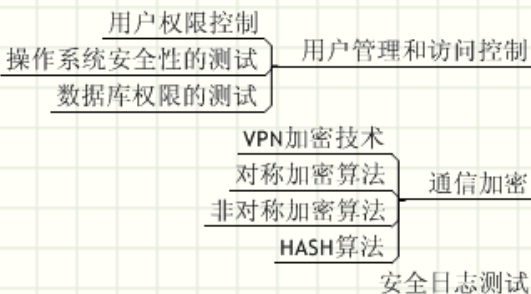 用户权限控制
操作系统安全性的测试
用户管理和访问控制
数据库权限的测试
VPN加密技术
对称加密算法
通信加密
非对称加密算法
HASH算法
安全日志测试